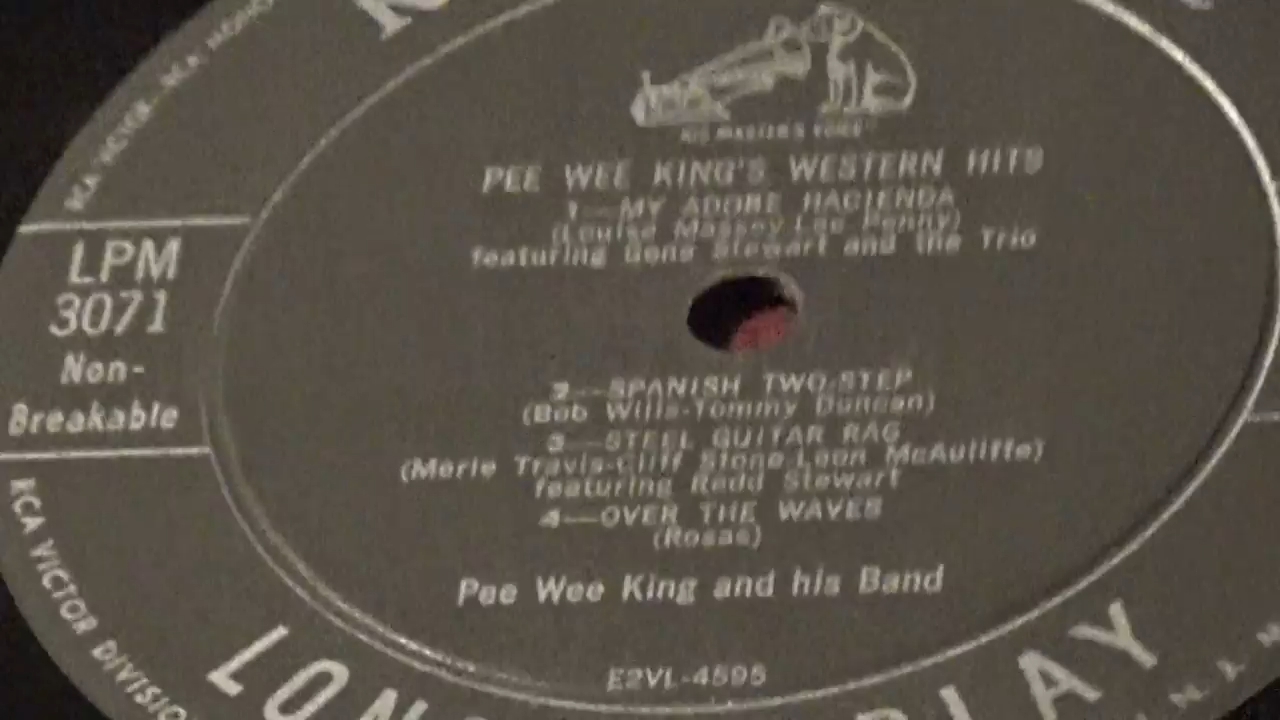 HIS MASTER'S VOICE
PEE WEE KING'S WESTERN HITS
1—MY ADOBE HACIENDA
(Louise Massey-Lee Penny)
featuring Gene Stewart and the Trio
LPM
3071
Non-
Breakable
2—SPANISH TWO-STEP
(Bob Wills-Tommy Duncan)
3—STEEL GUITAR RAG
(Merle Travis-Cliff Stone-Leon McAuliffe)
featuring Redd Stewart
4—OVER THE WAVES
(Rosas)
Pee Wee King and his Band
E2VL-4595
LONG PLAY
RCA VICTOR DIVISIO